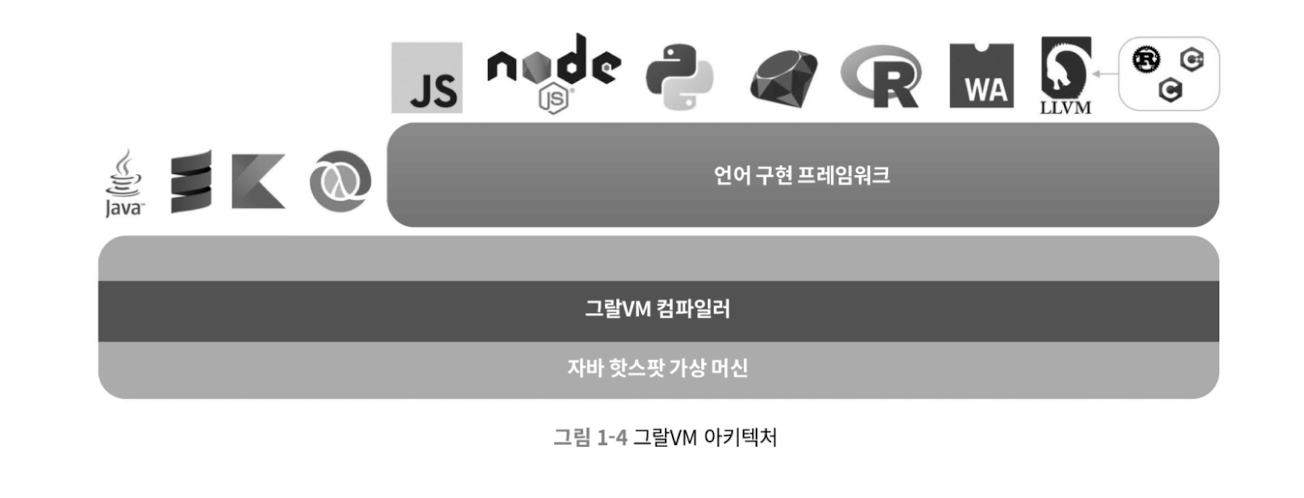 JS
node
JS
R
WA
LLVM
R
C
C
Java
언어 구현 프레임워크
그랄VM 컴파일러
자바 핫스팟 가상 머신
그림 1-4 그랄VM 아키텍처